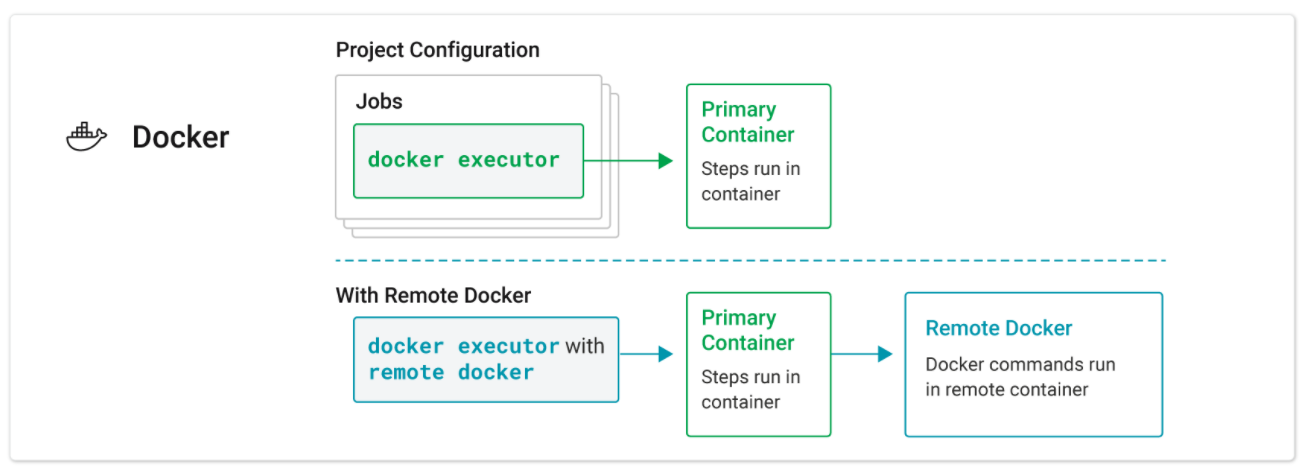 Docker
Project Configuration
Jobs
docker executor
Primary
Container
Steps run in
container
With Remote Docker
docker executor with
remote docker
Primary
Container
Steps run in
container
Remote Docker
Docker commands run
in remote container